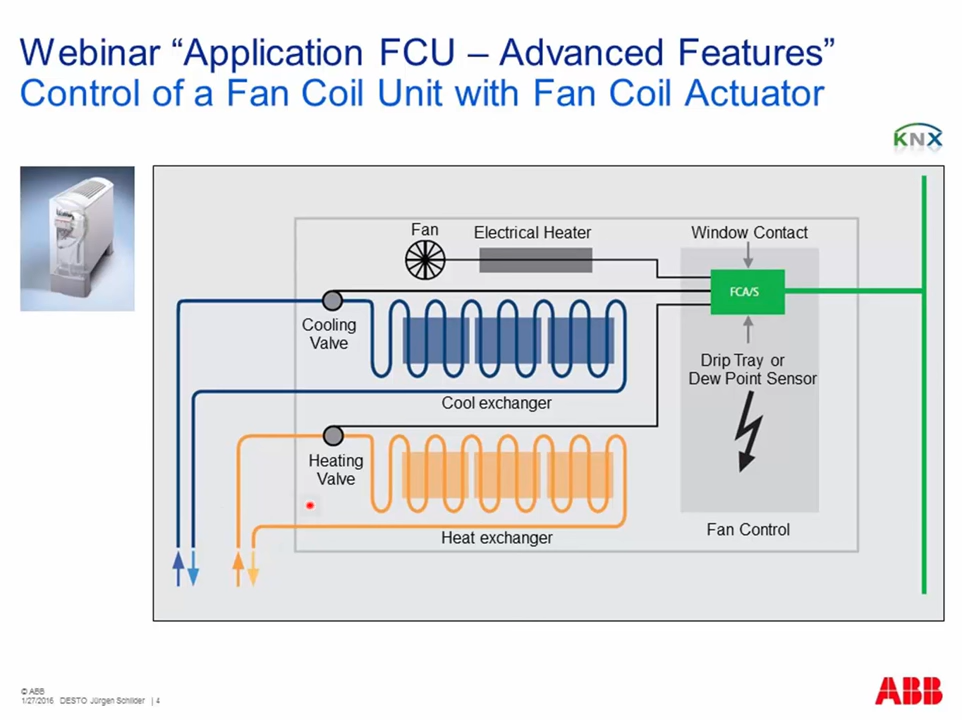 Webinar “Application FCU – Advanced Features”
Control of a Fan Coil Unit with Fan Coil Actuator
KNX
Fan
Electrical Heater
Window Contact
FCA/S
Cooling
Valve
Drip Tray or
Dew Point Sensor
Cool exchanger
Heating
Valve
Fan Control
Heat exchanger
© ABB
1/27/2016 DESTO Jürgen Schilder | 4
ABB